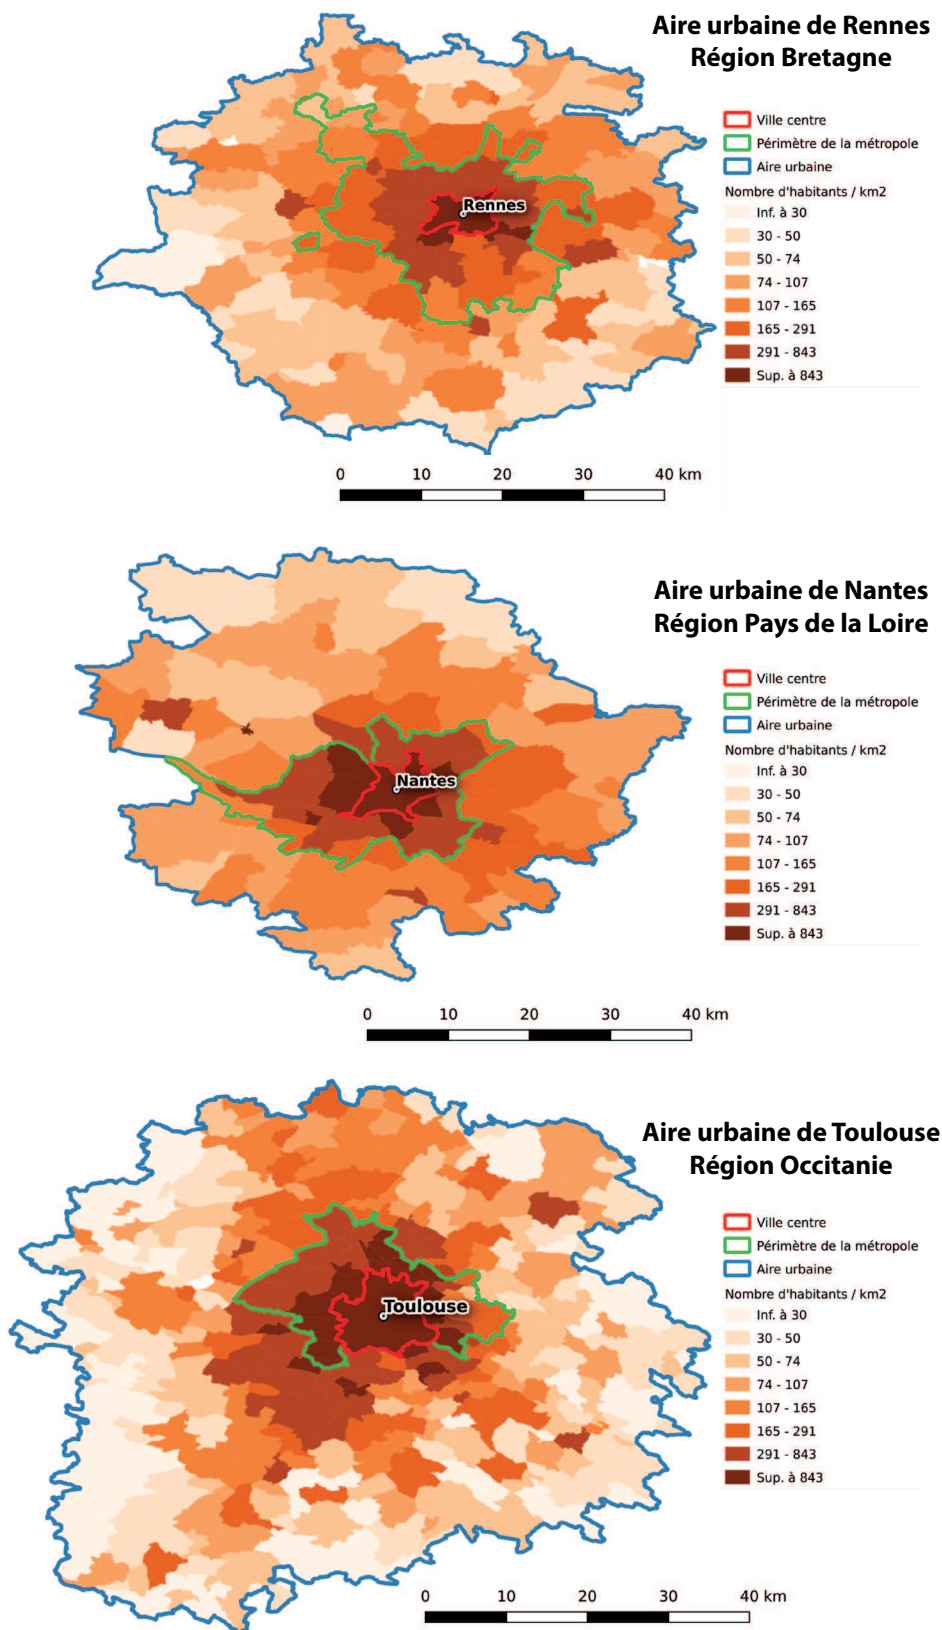 Aire urbaine de Rennes
Région Bretagne
Ville centre
Périmètre de la métropole
Aire urbaine
Nombre d'habitants / km2
Inf. à 30
30 - 50
50 - 74
74 - 107
107 - 165
165 - 291
291 - 843
Sup. à 843
Rennes
0 10 20 30 40 km
Aire urbaine de Nantes
Région Pays de la Loire
Ville centre
Périmètre de la métropole
Aire urbaine
Nombre d'habitants / km2
Inf. à 30
30 - 50
50 - 74
74 - 107
107 - 165
165 - 291
291 - 843
Sup. à 843
Nantes
0 10 20 30 40 km
Aire urbaine de Toulouse
Région Occitanie
Ville centre
Périmètre de la métropole
Aire urbaine
Nombre d'habitants / km2
Inf. à 30
30 - 50
50 - 74
74 - 107
107 - 165
165 - 291
291 - 843
Sup. à 843
Toulouse
0 10 20 30 40 km